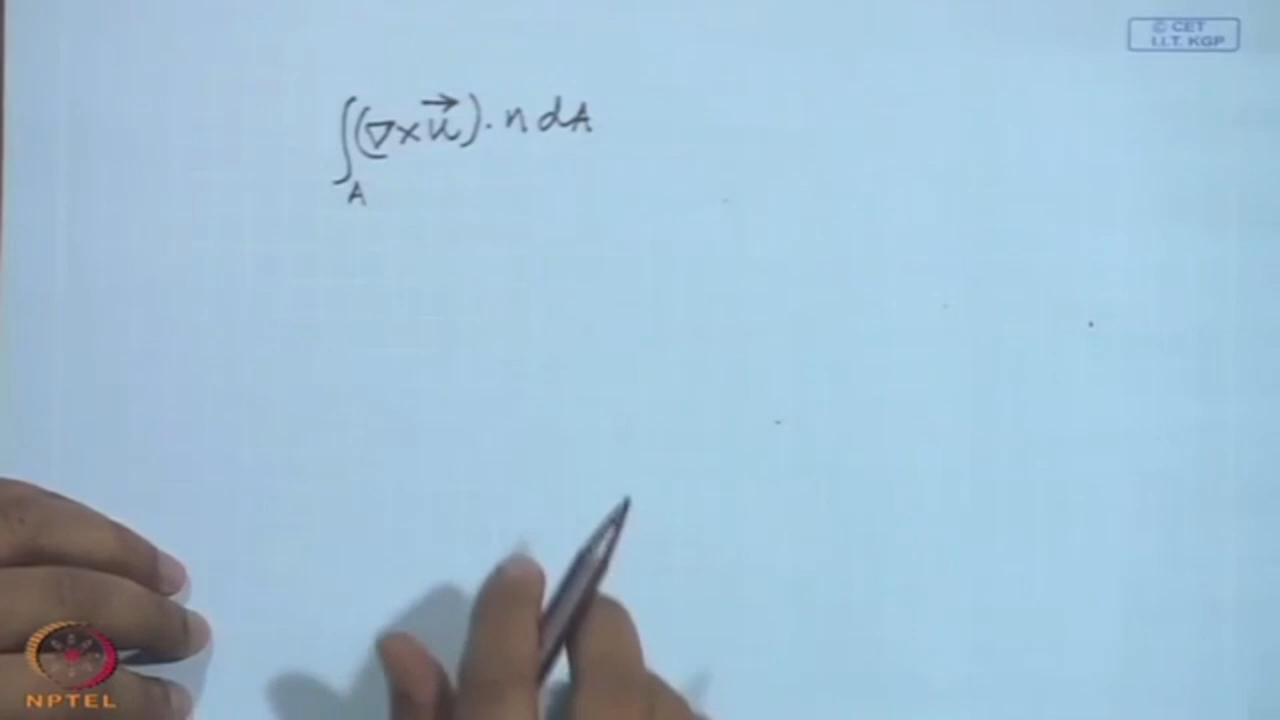 © CET
I.I.T. KGP
∫_A (∇×u⃗)·n dA
NPTEL